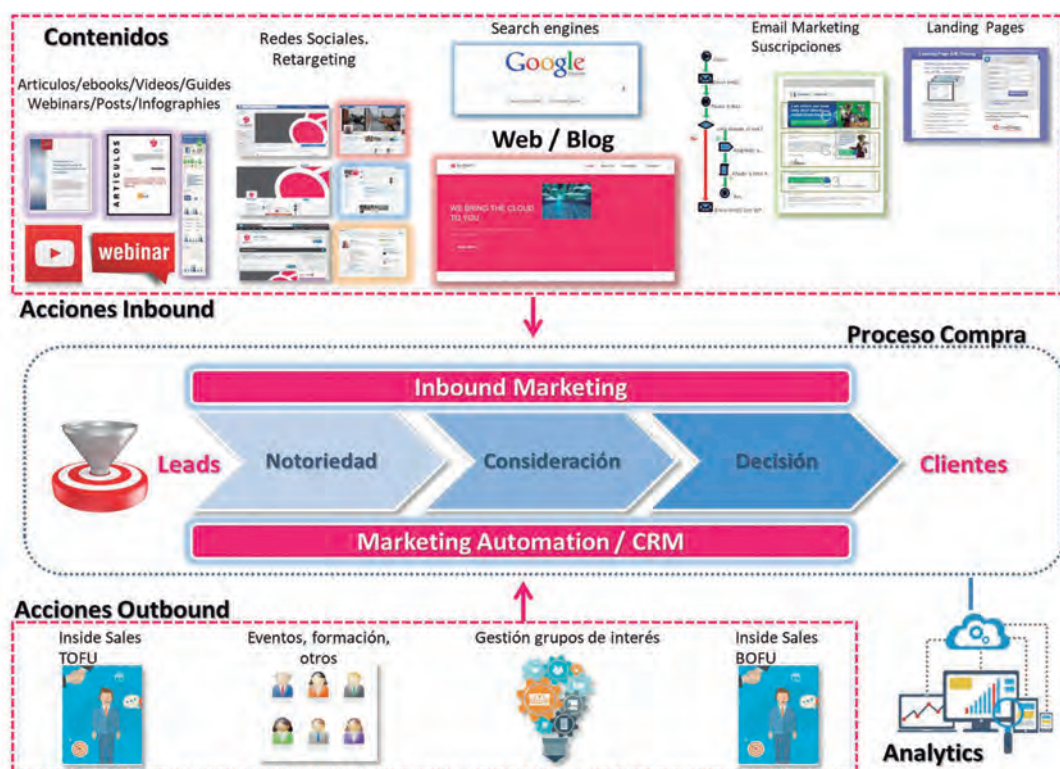 Contenidos
Articulos/ebooks/Videos/Guides
Webinars/Posts/Infographies
ARTÍCULOS
webinar
Redes Sociales.
Retargeting
Search engines
Google
Web / Blog
WE BRING THE CLOUD
TO YOU
Email Marketing
Suscripciones
Landing Pages
Acciones Inbound
Proceso Compra
Inbound Marketing
Leads
Notoriedad
Consideración
Decisión
Clientes
Marketing Automation / CRM
Acciones Outbound
Inside Sales
TOFU
Eventos, formación,
otros
Gestión grupos de interés
Inside Sales
BOFU
Analytics